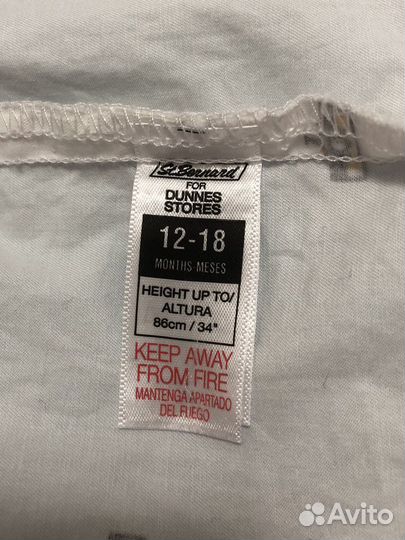 St.Bernard
FOR
DUNNES
STORES
12-18
MONTHS MESES
HEIGHT UP TO/
ALTURA
86cm / 34"
KEEP AWAY
FROM FIRE
MANTENGA APARTADO
DEL FUEGO
Avito